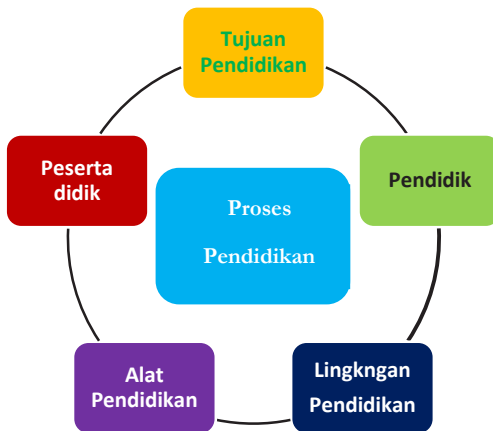 Tujuan
Pendidikan
Peserta
didik
Pendidik
Proses
Pendidikan
Alat
Pendidikan
Lingkngan
Pendidikan